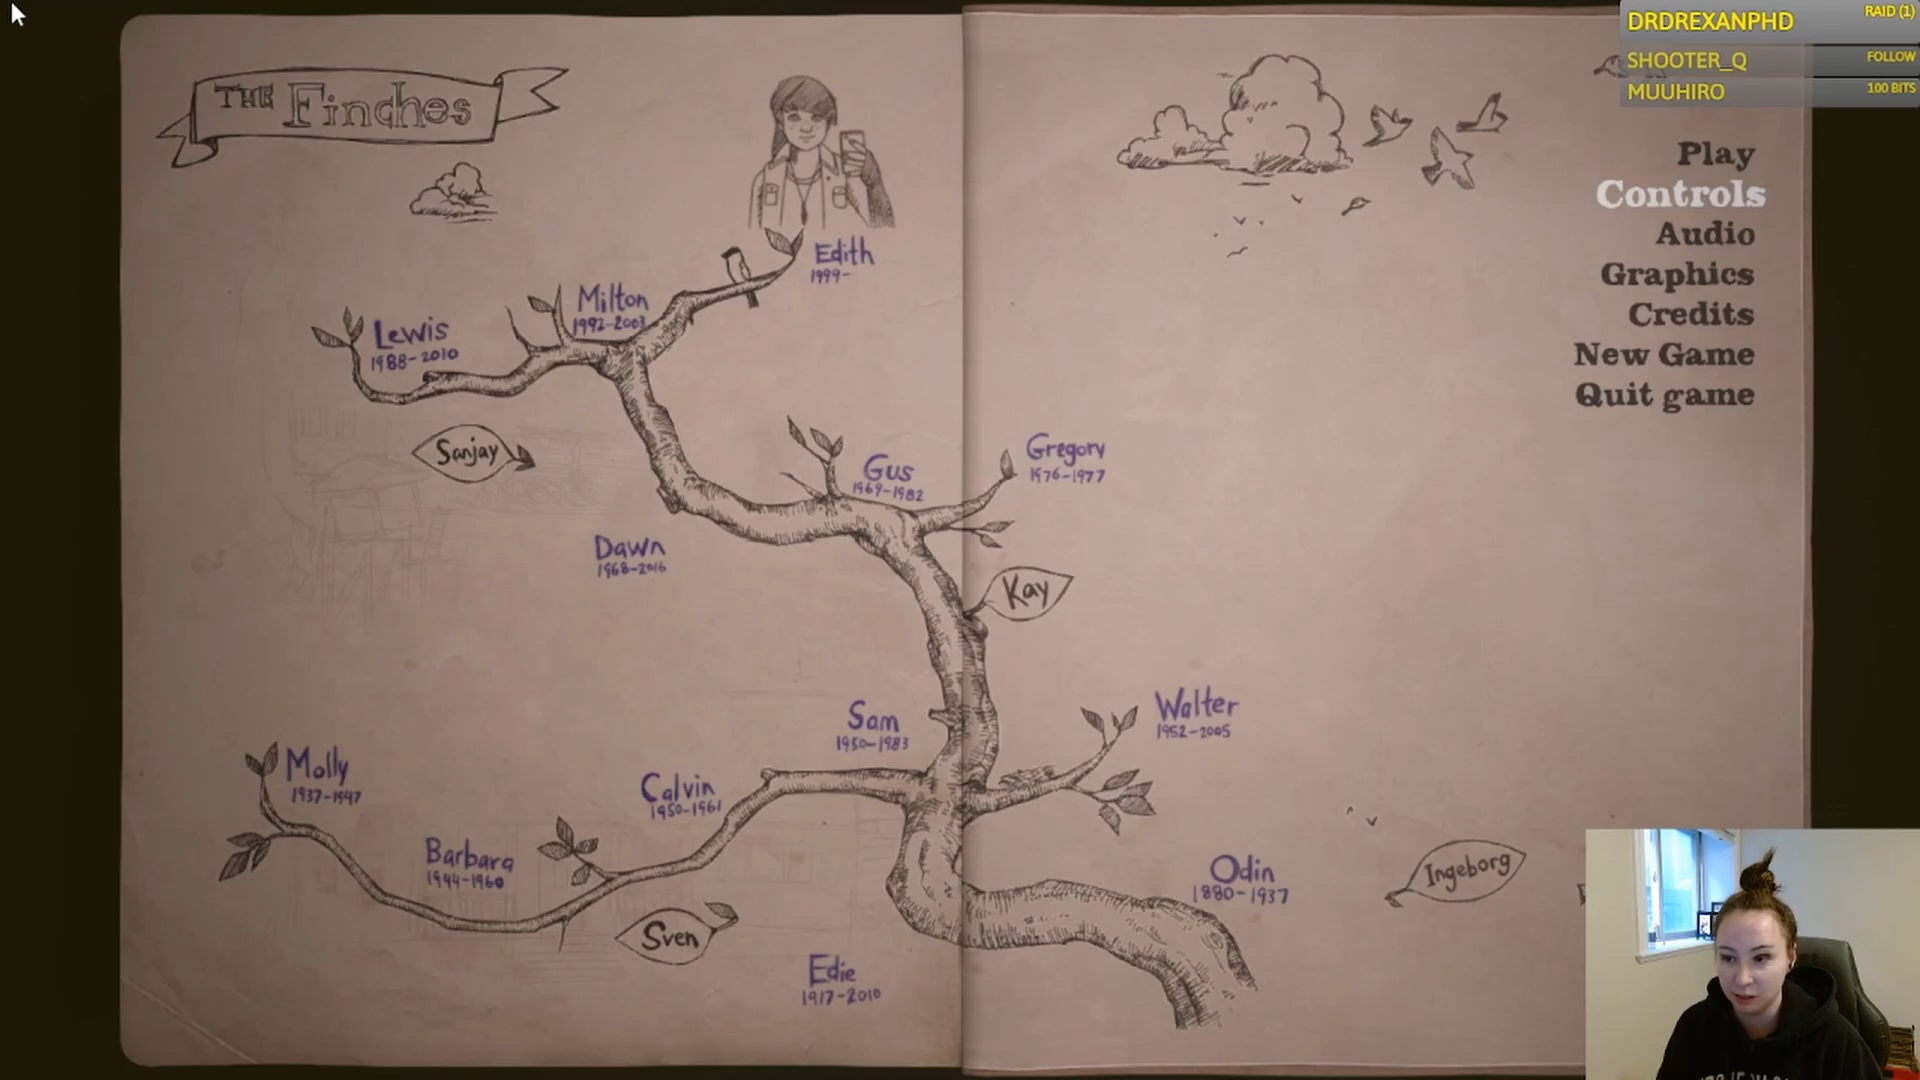 THE Finches
DRDREXANPHD RAID (1)
SHOOTER_Q FOLLOW
MUUHIRO 100 BITS
Play
Controls
Audio
Graphics
Credits
New Game
Quit game
Edith
1999-
Milton
1992-2003
Lewis
1988-2010
Sanjay
Gus
1969-1982
Gregory
1976-1977
Dawn
1968-2016
Kay
Sam
1950-1983
Walter
1952-2005
Molly
1937-1947
Calvin
1950-1961
Barbara
1944-1960
Sven
Odin
1880-1937
Ingeborg
Edie
1917-2010